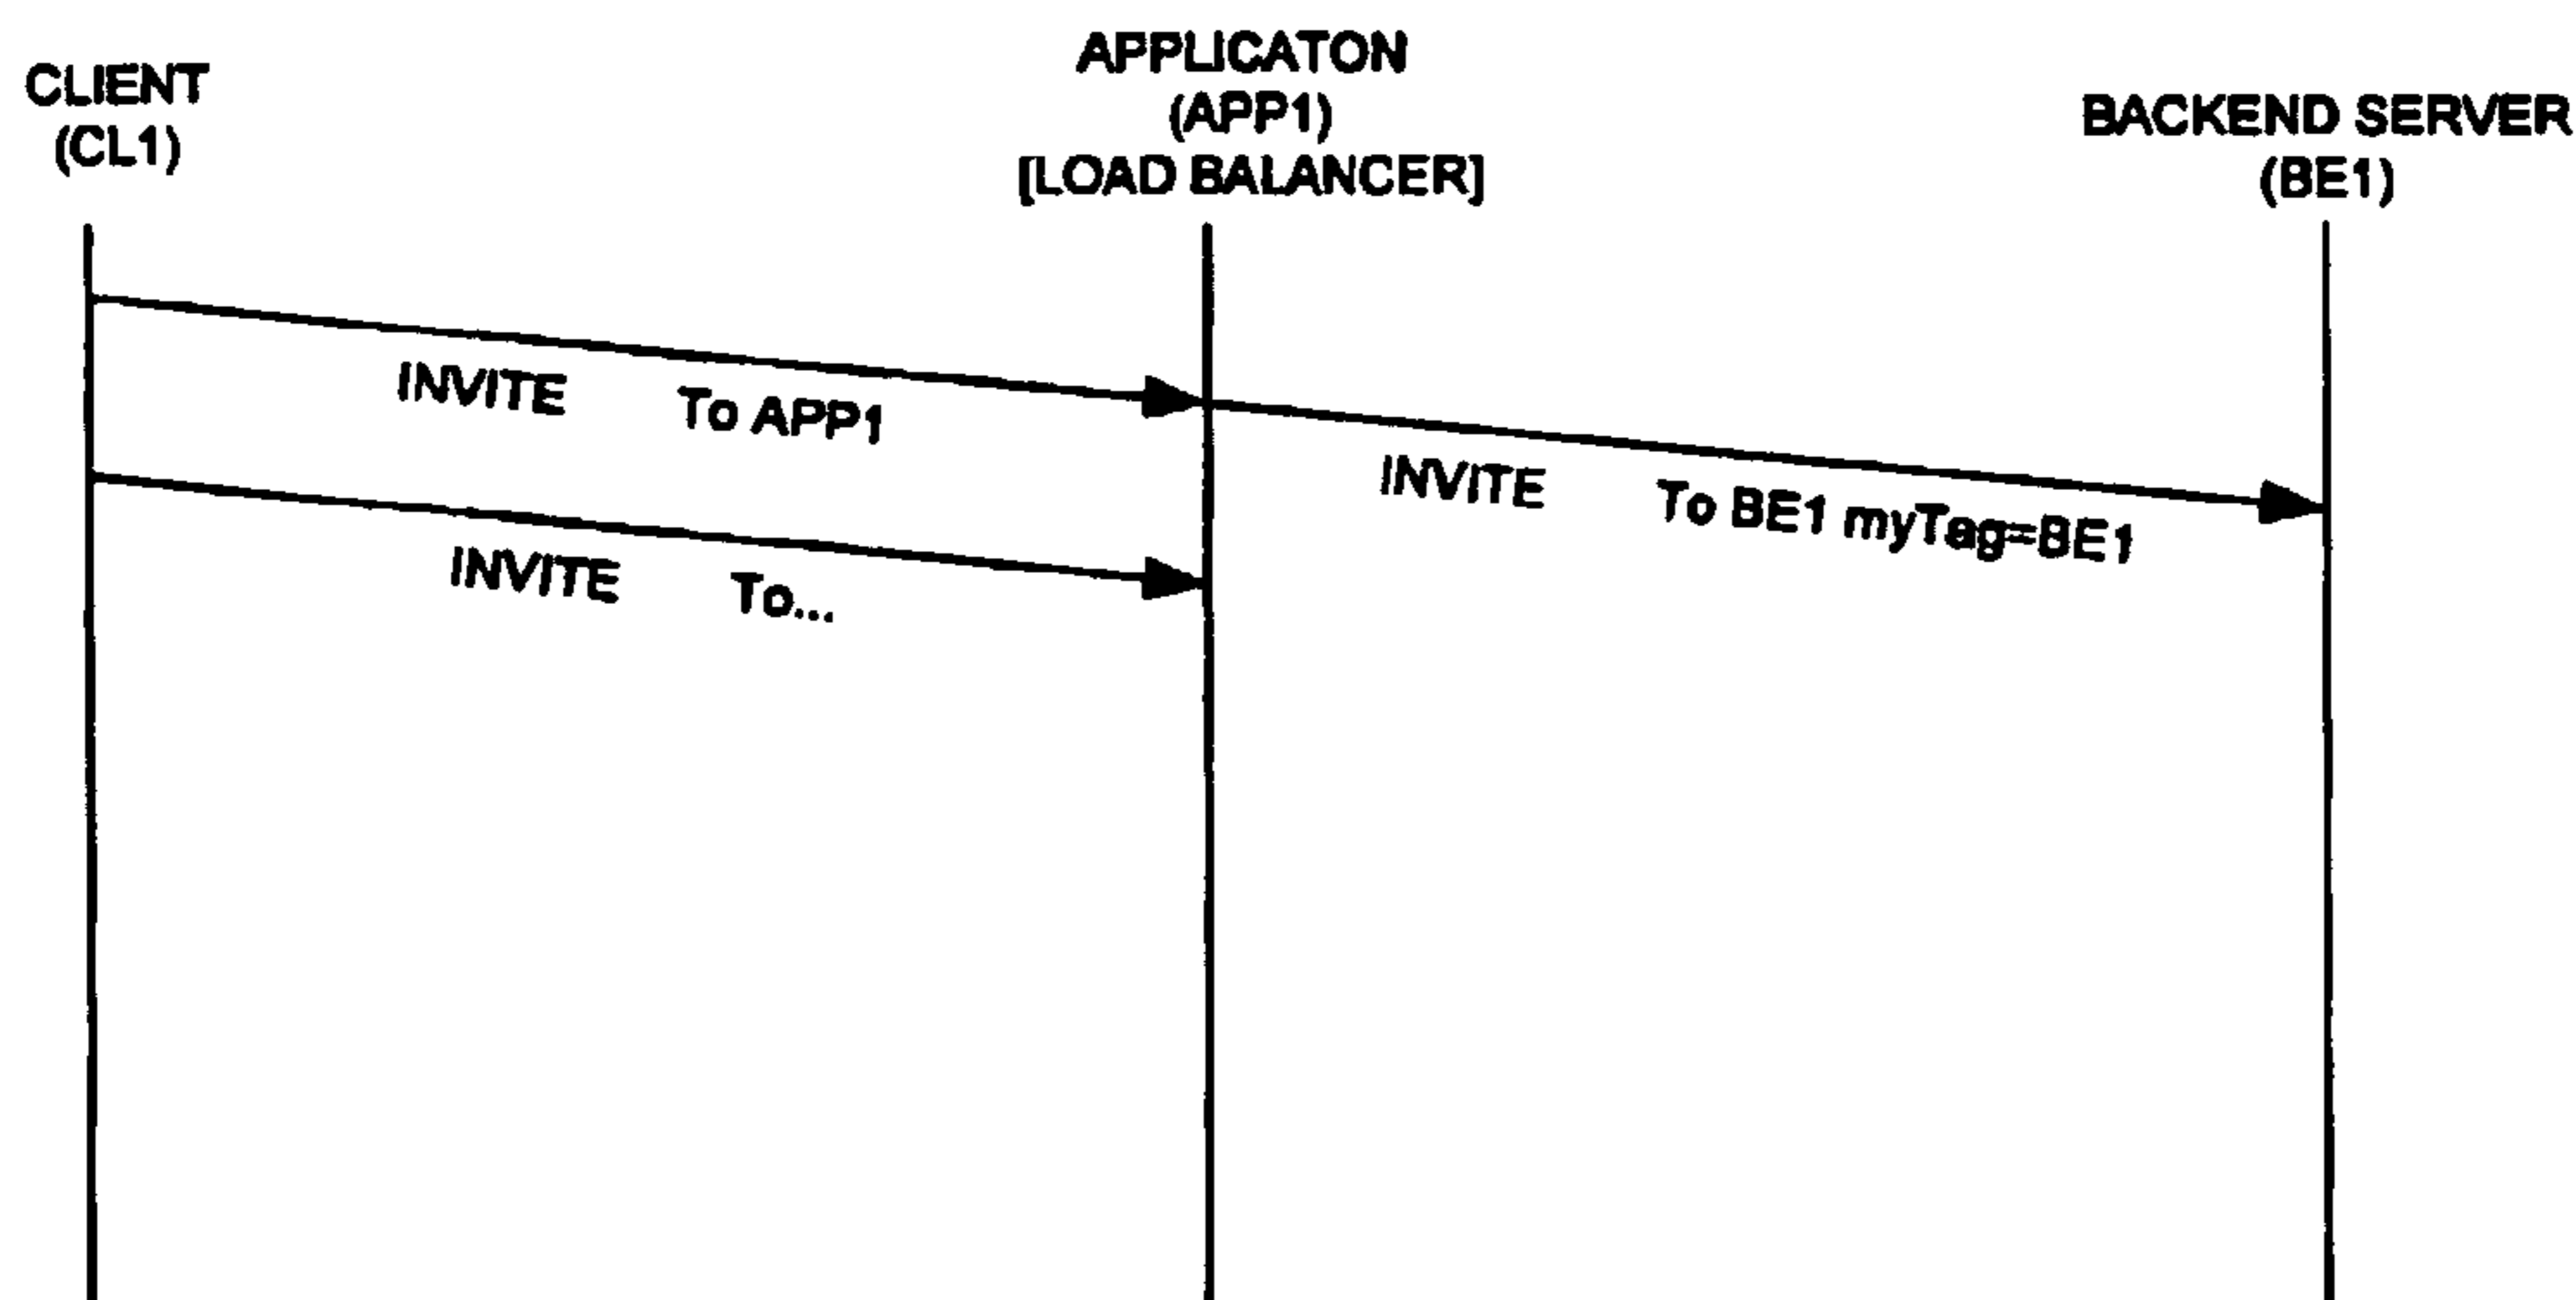 CLIENT
(CL1)
APPLICATON
(APP1)
[LOAD BALANCER]
BACKEND SERVER
(BE1)
INVITE To APP1
INVITE To BE1 myTag=BE1
INVITE To...